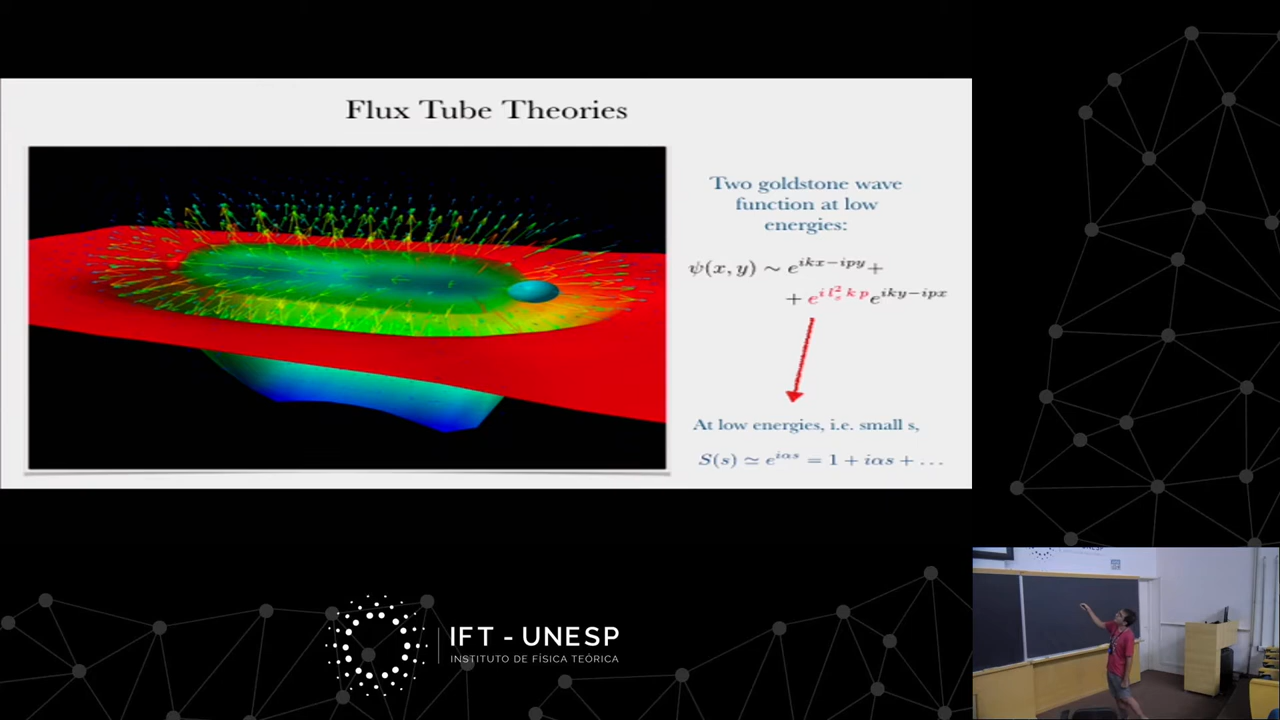 Flux Tube Theories
Two goldstone wave
function at low
energies:
ψ(x, y) ∼ e^{ikx−ipy}+
+ e^{i l_s^2 k p}e^{iky−ipx}
At low energies, i.e. small s,
S(s) ≃ e^{iαs} = 1 + iαs + . . .
IFT - UNESP
INSTITUTO DE FÍSICA TEÓRICA
UNESP